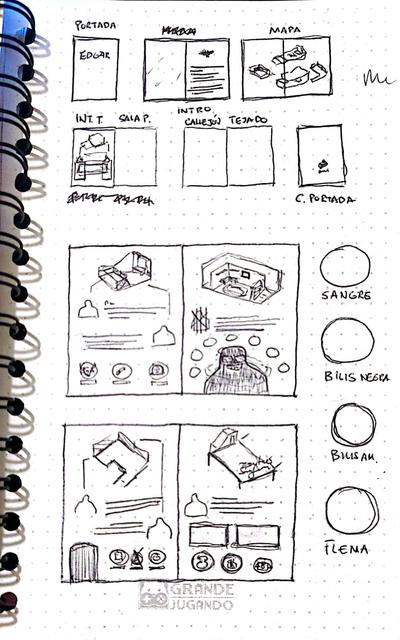 PORTADA
MAPA
EDGAR
INTRO
INT.T. SALA P. CALLEJÓN TEJADO
C. PORTADA
SANGRE
BILIS NEGRA
BILIS AM.
FLEMA
GRANDE
JUGANDO